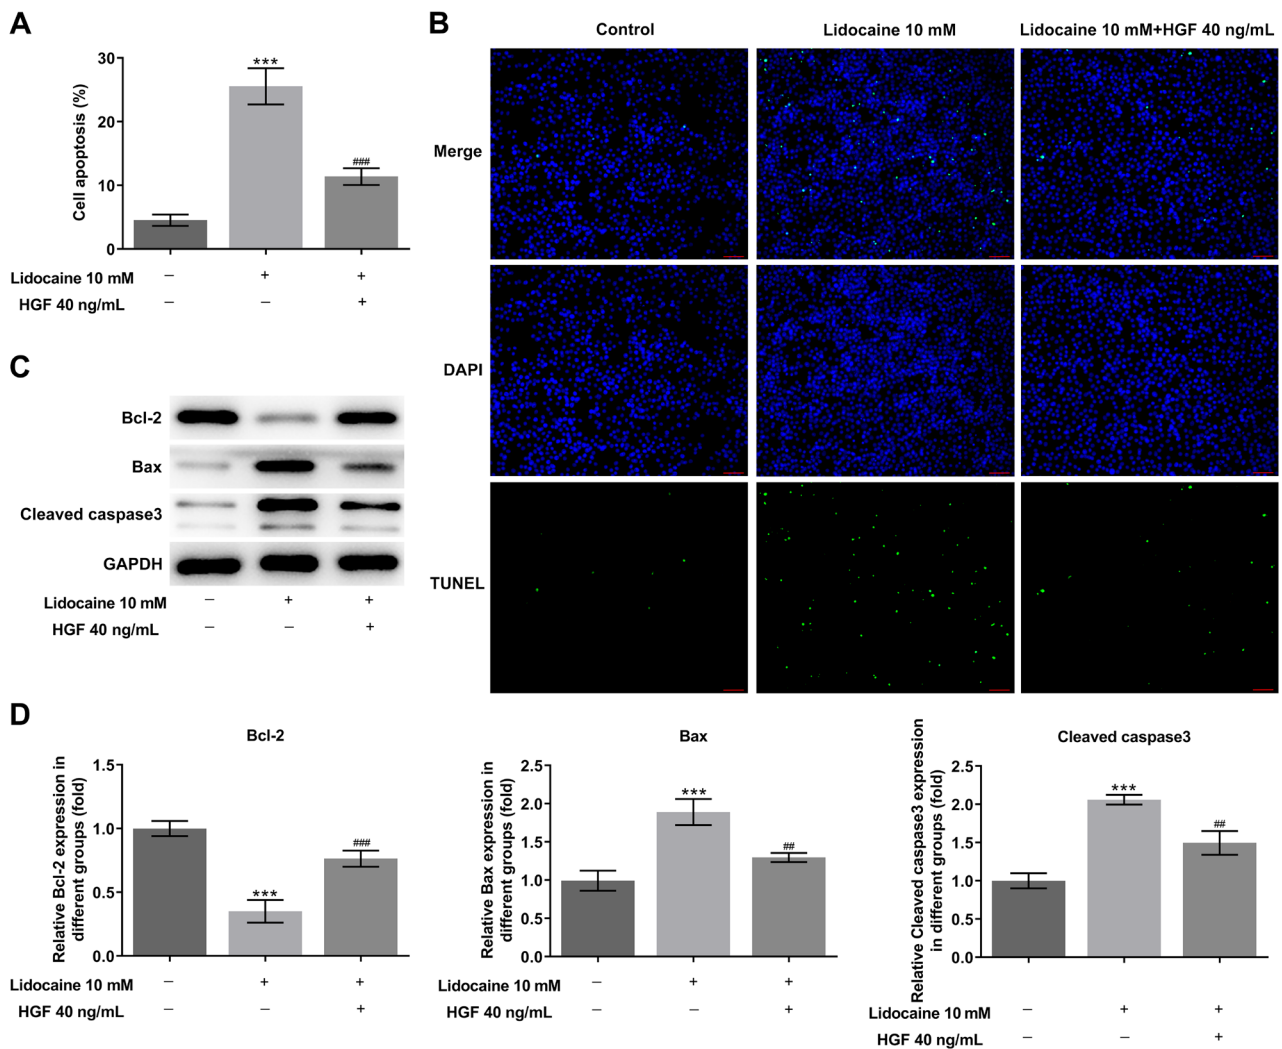 A
Cell apoptosis (%)
30
20
10
0
***
###
Lidocaine 10 mM – + +
HGF 40 ng/mL – – +
B
Control Lidocaine 10 mM Lidocaine 10 mM+HGF 40 ng/mL
Merge
DAPI
TUNEL
C
Bcl-2
Bax
Cleaved caspase3
GAPDH
Lidocaine 10 mM – + +
HGF 40 ng/mL – – +
D
Bcl-2
Relative Bcl-2 expression in
different groups (fold)
1.5
1.0
0.5
0.0
***
###
Lidocaine 10 mM – + +
HGF 40 ng/mL – – +
Bax
Relative Bax expression in
different groups (fold)
2.5
2.0
1.5
1.0
0.5
0.0
***
##
Lidocaine 10 mM – + +
HGF 40 ng/mL – – +
Cleaved caspase3
Relative Cleaved caspase3 expression
in different groups (fold)
2.5
2.0
1.5
1.0
0.5
0.0
***
##
Lidocaine 10 mM – + +
HGF 40 ng/mL – – +